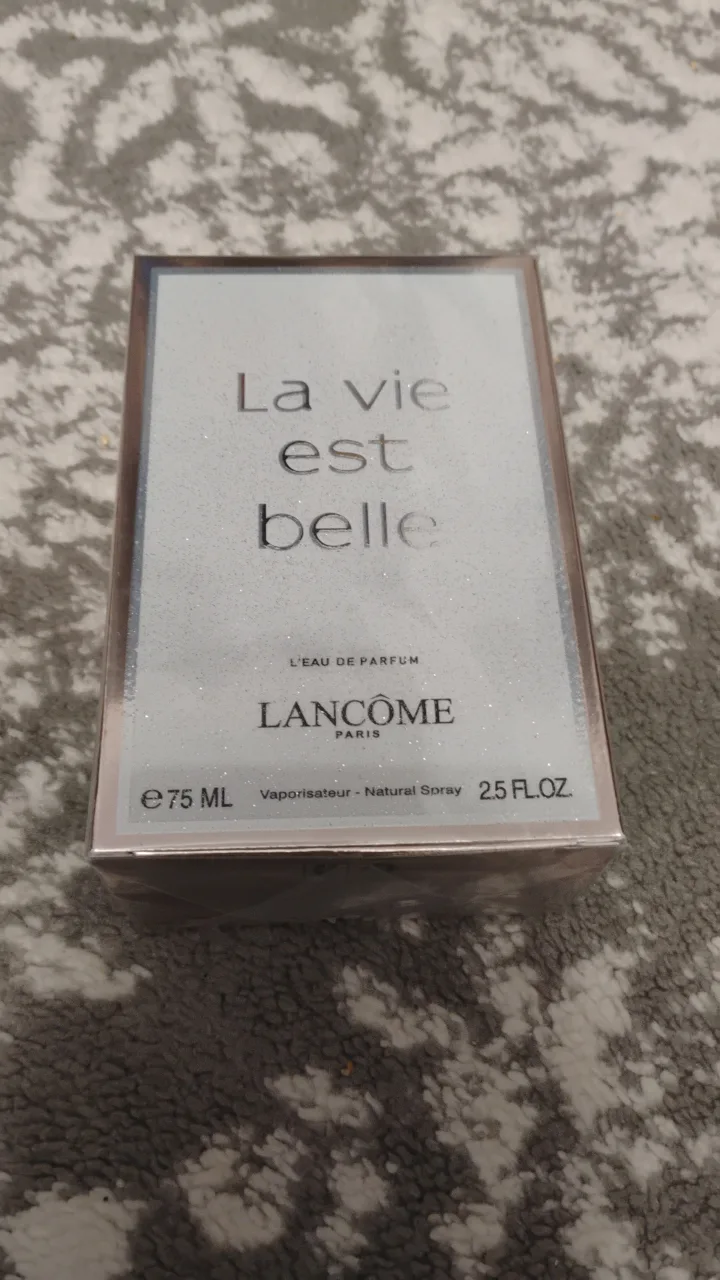 La vie
est
belle
L'EAU DE PARFUM
LANCÔME
PARIS
℮75 ML Vaporisateur - Natural Spray 2.5 FL.OZ.